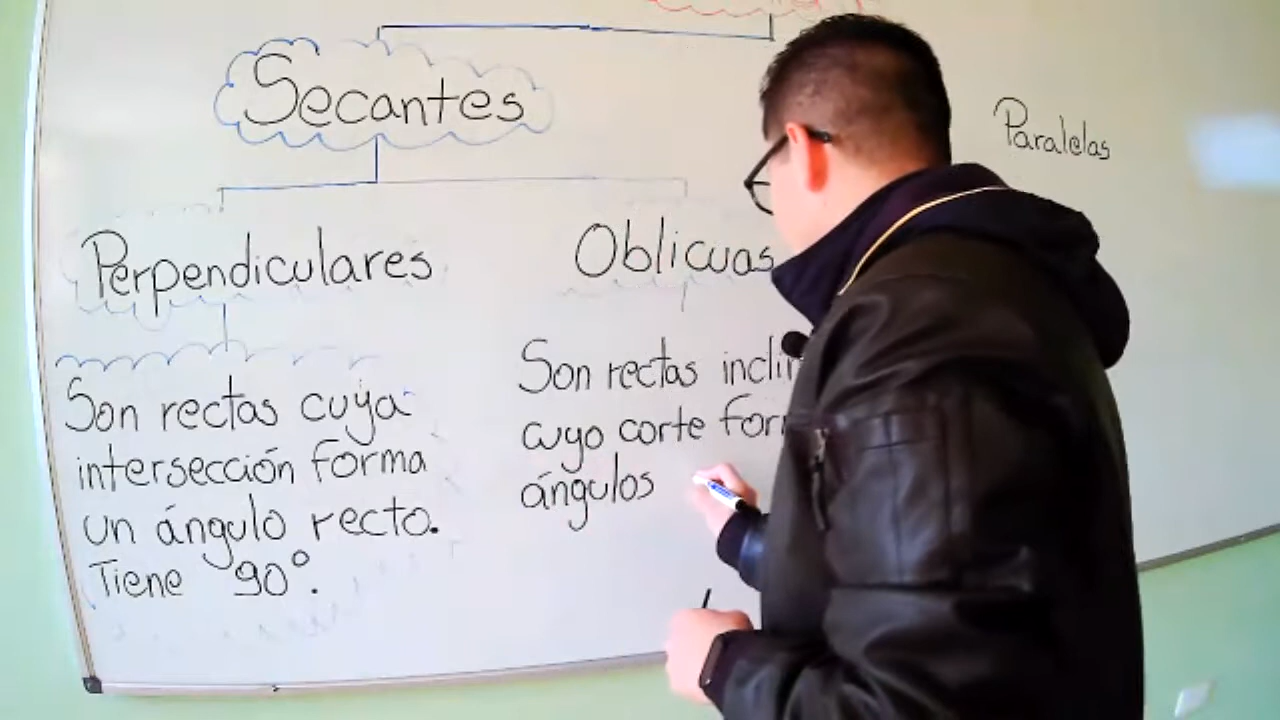 Secantes
Paralelas
Perpendiculares
Oblicuas
Son rectas cuya
intersección forma
un ángulo recto.
Tiene 90°.
Son rectas
cuyo corte
ángulos